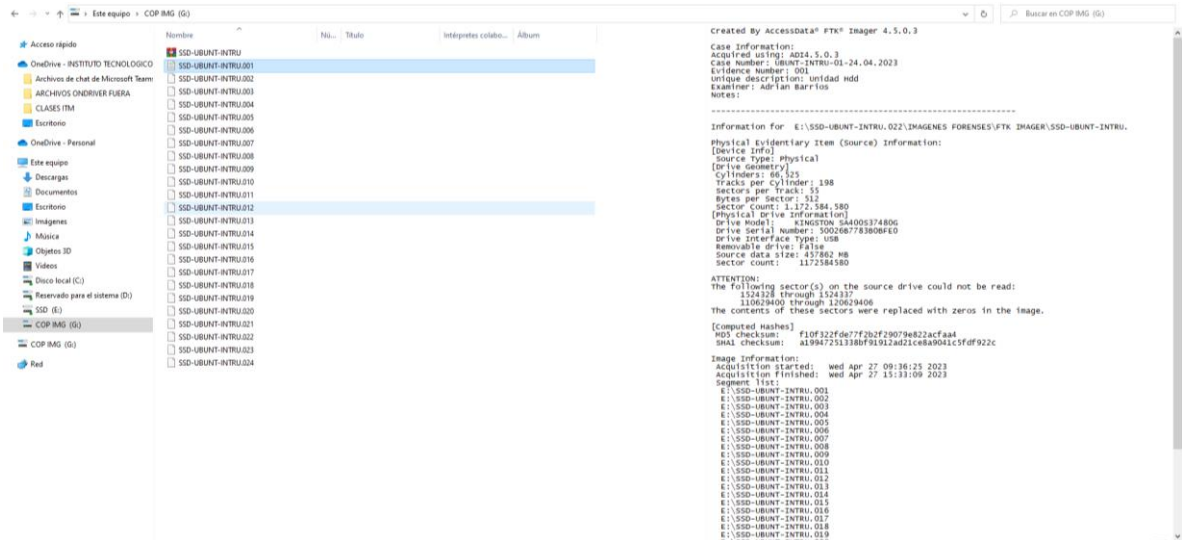 Este equipo › COP IMG (G:)
Buscar en COP IMG (G:)
Acceso rápido
OneDrive - INSTITUTO TECNOLOGICO
Archivos de chat de Microsoft Teams
ARCHIVOS ONDRIVER FUERA
CLASES ITM
Escritorio
OneDrive - Personal
Este equipo
Descargas
Documentos
Escritorio
Imágenes
Música
Objetos 3D
Vídeos
Disco local (C:)
Reservado para el sistema (D:)
SSD (E:)
COP IMG (G:)
COP IMG (G:)
Red
Nombre Nú... Título Intérpretes colabo... Álbum
SSD-UBUNT-INTRU
SSD-UBUNT-INTRU.001
SSD-UBUNT-INTRU.002
SSD-UBUNT-INTRU.003
SSD-UBUNT-INTRU.004
SSD-UBUNT-INTRU.005
SSD-UBUNT-INTRU.006
SSD-UBUNT-INTRU.007
SSD-UBUNT-INTRU.008
SSD-UBUNT-INTRU.009
SSD-UBUNT-INTRU.010
SSD-UBUNT-INTRU.011
SSD-UBUNT-INTRU.012
SSD-UBUNT-INTRU.013
SSD-UBUNT-INTRU.014
SSD-UBUNT-INTRU.015
SSD-UBUNT-INTRU.016
SSD-UBUNT-INTRU.017
SSD-UBUNT-INTRU.018
SSD-UBUNT-INTRU.019
SSD-UBUNT-INTRU.020
SSD-UBUNT-INTRU.021
SSD-UBUNT-INTRU.022
SSD-UBUNT-INTRU.023
SSD-UBUNT-INTRU.024
Created By AccessData® FTK® Imager 4.5.0.3
Case Information:
Acquired using: ADI4.5.0.3
Case Number: UBUNT-INTRU-01-24.04.2023
Evidence Number: 001
Unique description: Unidad Hdd
Examiner: Adrian Barrios
Notes:
--------------------------------------------------------------
Information for E:\SSD-UBUNT-INTRU.022\IMAGENES FORENSES\FTK IMAGER\SSD-UBUNT-INTRU.
Physical Evidentiary Item (Source) Information:
[Device Info]
Source Type: Physical
[Drive Geometry]
Cylinders: 66,525
Tracks per Cylinder: 198
Sectors per Track: 55
Bytes per Sector: 512
Sector Count: 1.172.584.580
[Physical Drive Information]
Drive Model: KINGSTON SA400S37480G
Drive Serial Number: 50026B7783B0BFE0
Drive Interface Type: USB
Removable drive: False
Source data size: 457862 MB
Sector count: 1172584580
ATTENTION:
The following sector(s) on the source drive could not be read:
1524328 through 1524337
110629400 through 120629406
The contents of these sectors were replaced with zeros in the image.
[Computed Hashes]
MD5 checksum: f10f322fde77f2b2f29079e822acfaa4
SHA1 checksum: a19947251338bf91912ad21ce8a9041c5fdf922c
Image Information:
Acquisition started: Wed Apr 27 09:36:25 2023
Acquisition finished: Wed Apr 27 15:33:09 2023
Segment list:
E:\SSD-UBUNT-INTRU.001
E:\SSD-UBUNT-INTRU.002
E:\SSD-UBUNT-INTRU.003
E:\SSD-UBUNT-INTRU.004
E:\SSD-UBUNT-INTRU.005
E:\SSD-UBUNT-INTRU.006
E:\SSD-UBUNT-INTRU.007
E:\SSD-UBUNT-INTRU.008
E:\SSD-UBUNT-INTRU.009
E:\SSD-UBUNT-INTRU.010
E:\SSD-UBUNT-INTRU.011
E:\SSD-UBUNT-INTRU.012
E:\SSD-UBUNT-INTRU.013
E:\SSD-UBUNT-INTRU.014
E:\SSD-UBUNT-INTRU.015
E:\SSD-UBUNT-INTRU.016
E:\SSD-UBUNT-INTRU.017
E:\SSD-UBUNT-INTRU.018
E:\SSD-UBUNT-INTRU.019